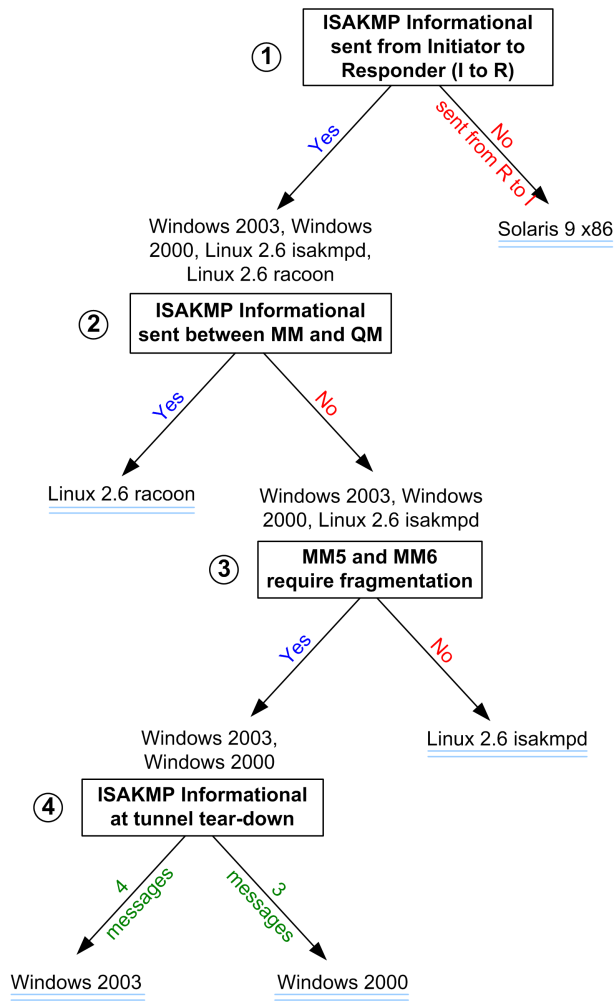 1
ISAKMP Informational
sent from Initiator to
Responder (I to R)
Yes
No
sent from R to I
Windows 2003, Windows
2000, Linux 2.6 isakmpd,
Linux 2.6 racoon
Solaris 9 x86
2
ISAKMP Informational
sent between MM and QM
Yes
No
Linux 2.6 racoon
Windows 2003, Windows
2000, Linux 2.6 isakmpd
3
MM5 and MM6
require fragmentation
Yes
No
Windows 2003,
Windows 2000
Linux 2.6 isakmpd
4
ISAKMP Informational
at tunnel tear-down
4
messages
3
messages
Windows 2003
Windows 2000